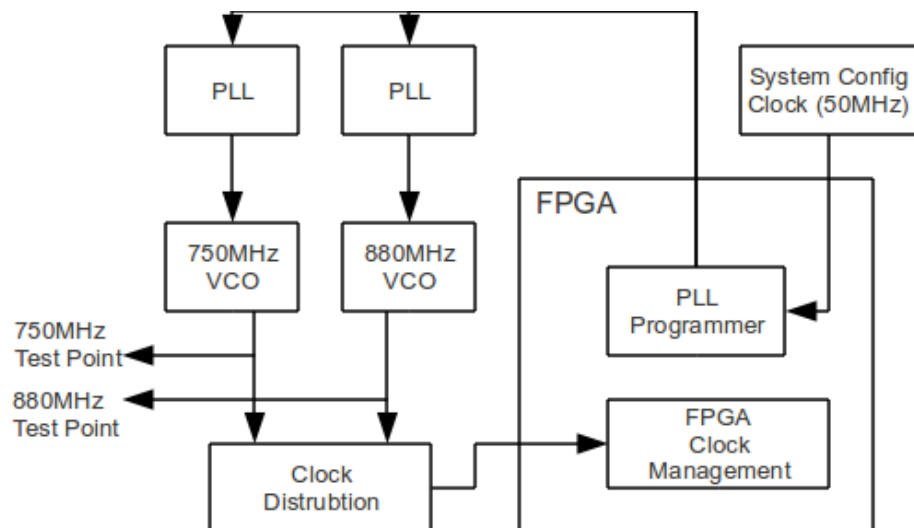 PLL
PLL
System Config
Clock (50MHz)
FPGA
750MHz
VCO
880MHz
VCO
PLL
Programmer
750MHz
Test Point
880MHz
Test Point
FPGA
Clock
Management
Clock
Distrubtion